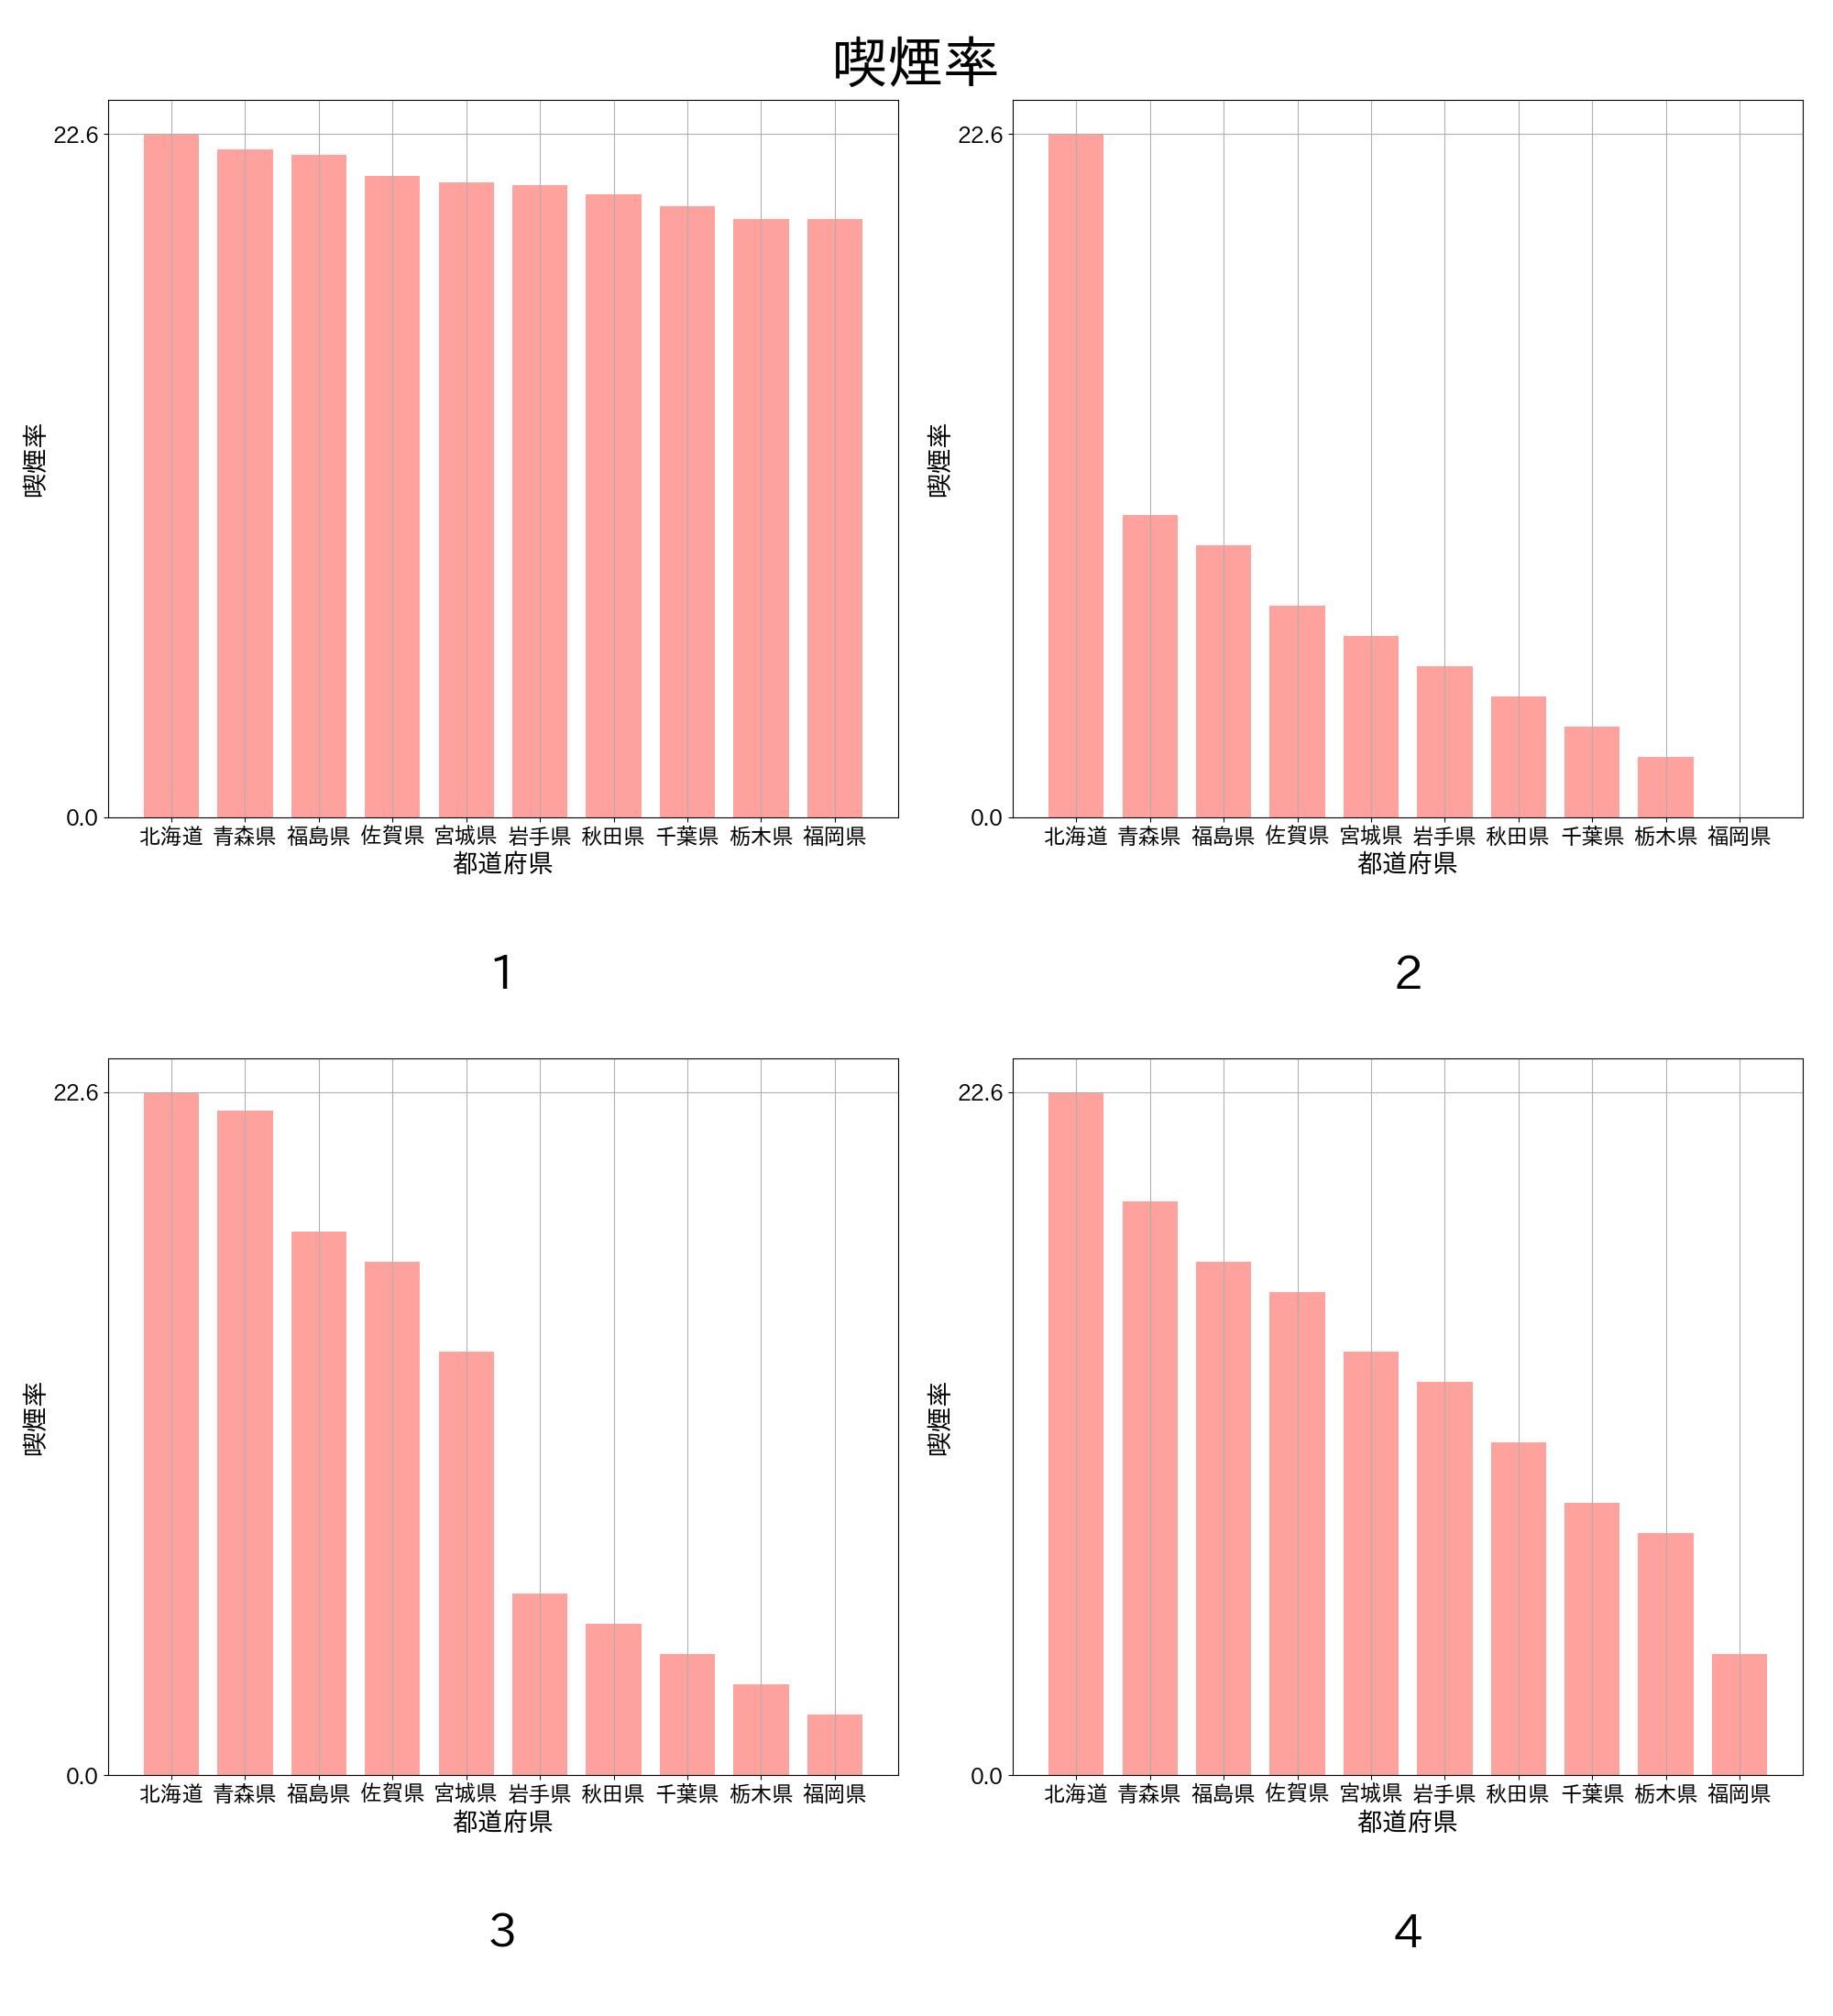 喫煙率
22.6
喫煙率
0.0
北海道 青森県 福島県 佐賀県 宮城県 岩手県 秋田県 千葉県 栃木県 福岡県
都道府県
1
22.6
喫煙率
0.0
北海道 青森県 福島県 佐賀県 宮城県 岩手県 秋田県 千葉県 栃木県 福岡県
都道府県
2
22.6
喫煙率
0.0
北海道 青森県 福島県 佐賀県 宮城県 岩手県 秋田県 千葉県 栃木県 福岡県
都道府県
3
22.6
喫煙率
0.0
北海道 青森県 福島県 佐賀県 宮城県 岩手県 秋田県 千葉県 栃木県 福岡県
都道府県
4